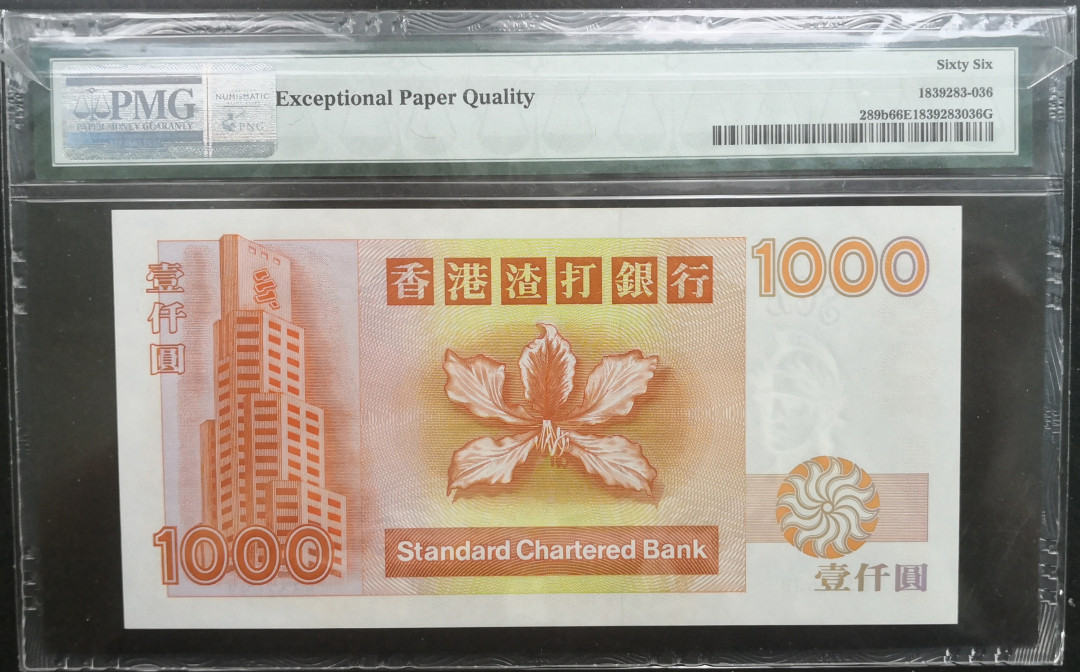 PMG
PAPER MONEY GUARANTY
NUMISMATIC
PNG
Exceptional Paper Quality
Sixty Six
1839283-036
289b66E1839283036G
壹仟圓
香港渣打銀行
1000
1000
Standard Chartered Bank
壹仟圓